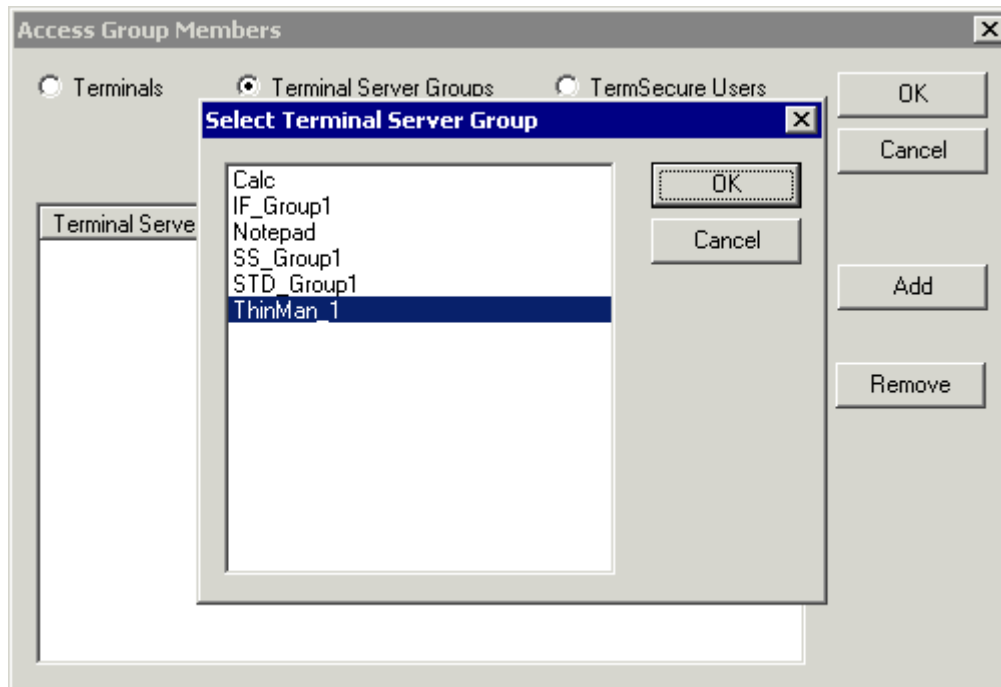 Access Group Members
Terminals Terminal Server Groups TermSecure Users
OK
Cancel
Terminal Serve
Add
Remove
Select Terminal Server Group
Calc
IF_Group1
Notepad
SS_Group1
STD_Group1
ThinMan_1
OK
Cancel